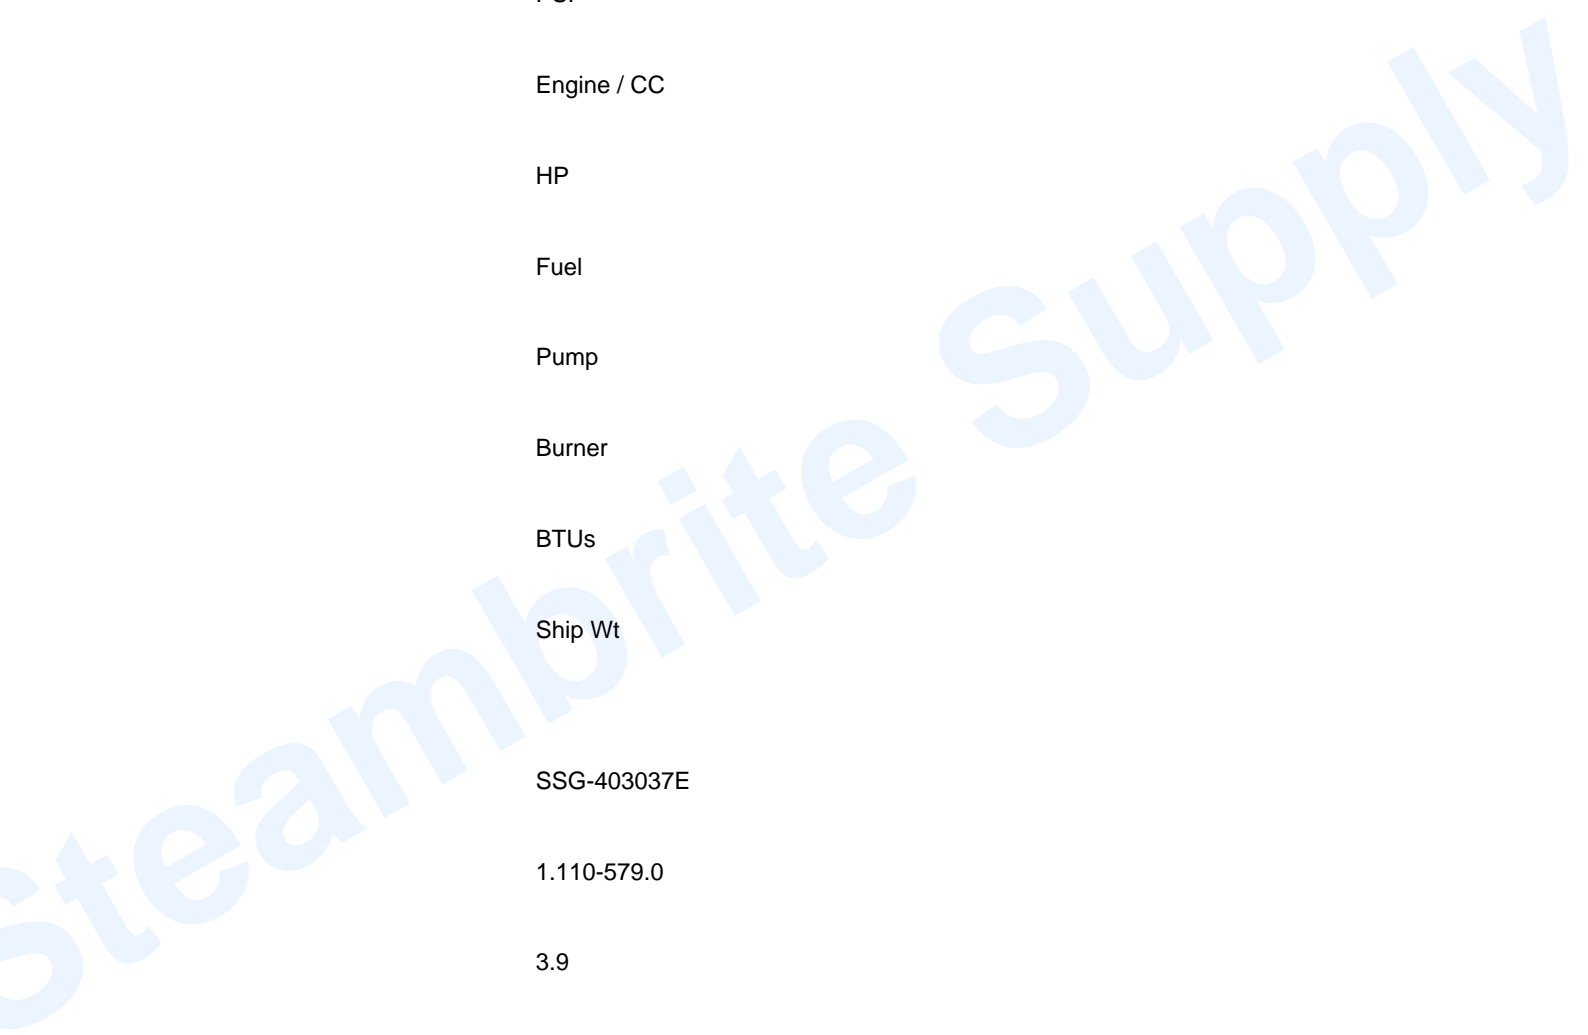 Engine / CC
HP
Fuel
Pump
Burner
BTUs
Ship Wt
SSG-403037E
1.110-579.0
3.9
Steambrite Supply